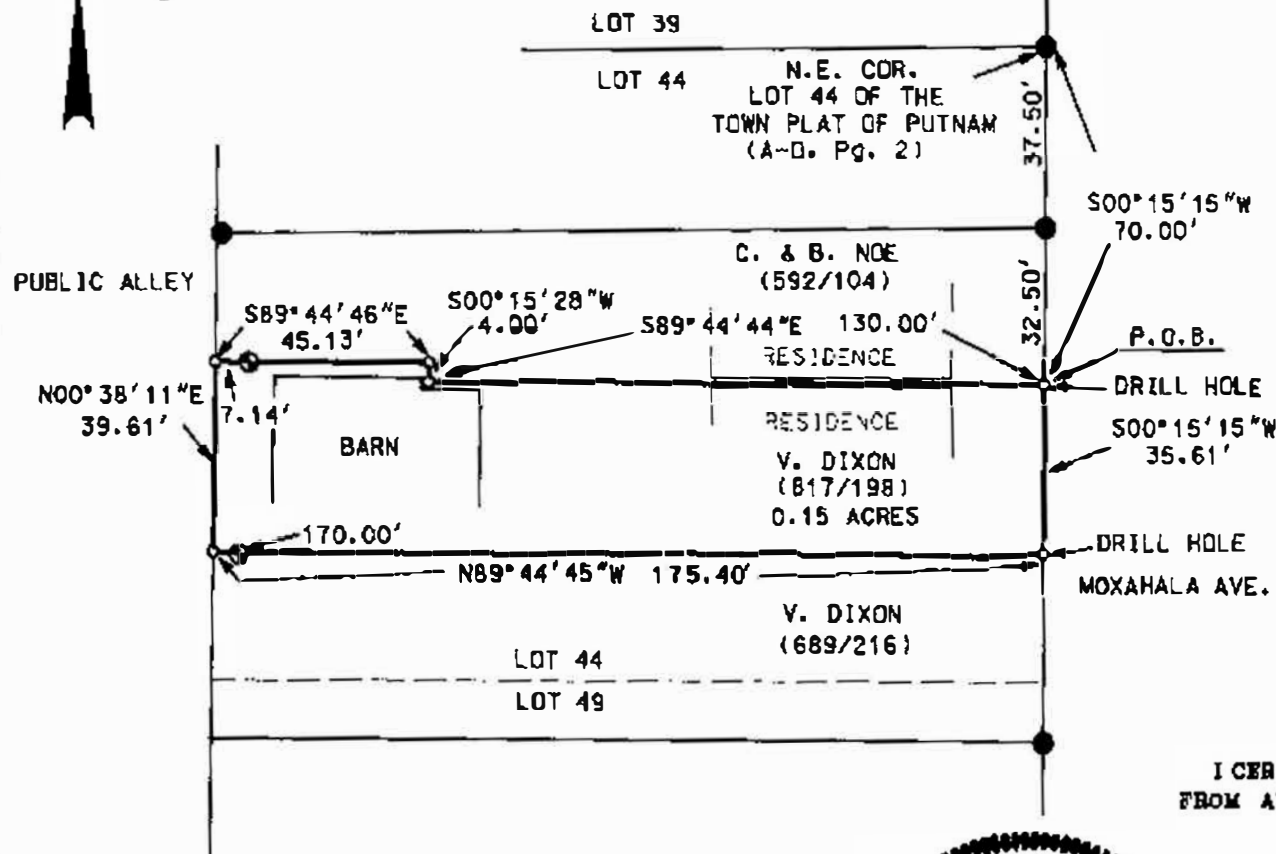 LOT 39
LOT 44
N.E. COR.
LOT 44 OF THE
TOWN PLAT OF PUTNAM
(A-D. Pg. 2)
37.50'
S00°15'15"W
70.00'
C. & B. NOE
(592/104)
PUBLIC ALLEY
S89°44'46"E
45.13'
S00°15'28"W
4.00'
S89°44'44"E 130.00'
32.50'
P.O.B.
RESIDENCE
DRILL HOLE
N00°38'11"E
39.61'
7.14'
BARN
RESIDENCE
S00°15'15"W
35.61'
V. DIXON
(817/198)
0.15 ACRES
170.00'
DRILL HOLE
N89°44'45"W 175.40'
MOXAHALA AVE.
V. DIXON
(689/216)
LOT 44
LOT 49
I CER
FROM A